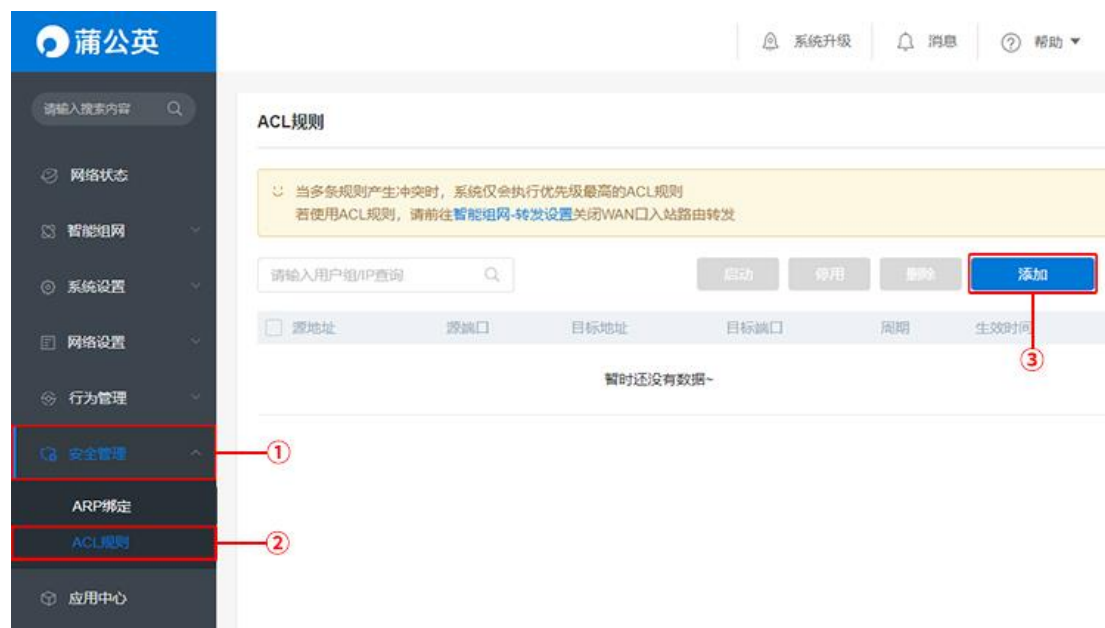 蒲公英
系统升级 消息 帮助
请输入搜索内容
ACL规则
网络状态
当多条规则产生冲突时，系统仅会执行优先级最高的ACL规则
若使用ACL规则，请前往智能组网-转发设置关闭WAN口入站路由转发
智能组网
请输入用户组/IP查询 启动 停用 删除 添加
系统设置
源地址 源端口 目标地址 目标端口 周期 生效时间
网络设置
③
暂时还没有数据~
行为管理
安全管理 ①
ARP绑定
ACL规则 ②
应用中心